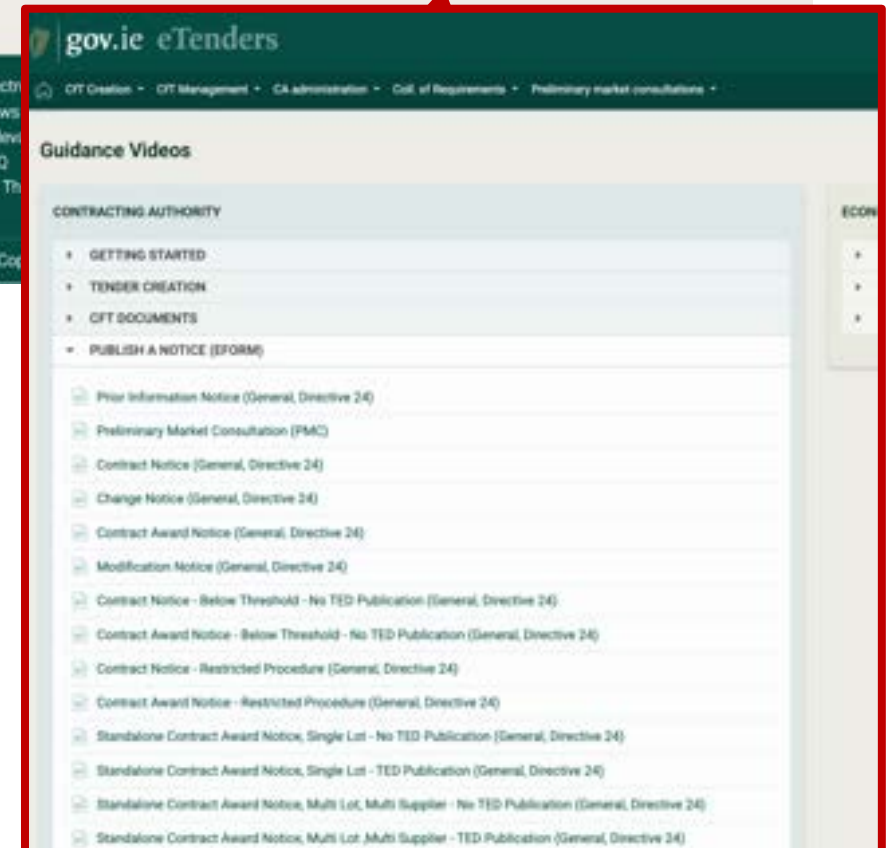 gov.ie eTenders
CfT Creation CfT Management CA administration Coll. of Requirements Preliminary market consultations
Guidance Videos
CONTRACTING AUTHORITY
GETTING STARTED
TENDER CREATION
CFT DOCUMENTS
PUBLISH A NOTICE (EFORM)
Prior Information Notice (General, Directive 24)
Preliminary Market Consultation (PMC)
Contract Notice (General, Directive 24)
Change Notice (General, Directive 24)
Contract Award Notice (General, Directive 24)
Modification Notice (General, Directive 24)
Contract Notice - Below Threshold - No TED Publication (General, Directive 24)
Contract Award Notice - Below Threshold - No TED Publication (General, Directive 24)
Contract Notice - Restricted Procedure (General, Directive 24)
Contract Award Notice - Restricted Procedure (General, Directive 24)
Standalone Contract Award Notice, Single Lot - No TED Publication (General, Directive 24)
Standalone Contract Award Notice, Single Lot - TED Publication (General, Directive 24)
Standalone Contract Award Notice, Multi Lot, Multi Supplier - No TED Publication (General, Directive 24)
Standalone Contract Award Notice, Multi Lot ,Multi Supplier - TED Publication (General, Directive 24)